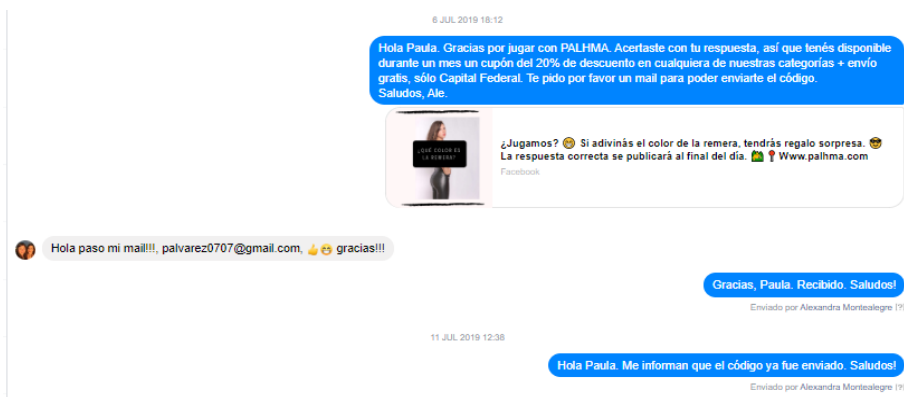 6 JUL 2019 18:12
Hola Paula. Gracias por jugar con PALHMA. Acertaste con tu respuesta, así que tenés disponible
durante un mes un cupón del 20% de descuento en cualquiera de nuestras categorías + envío
gratis, sólo Capital Federal. Te pido por favor un mail para poder enviarte el código.
Saludos, Ale.
¿QUÉ COLOR ES
LA REMERA?
¿Jugamos? 😁 Si adivinás el color de la remera, tendrás regalo sorpresa. 😎
La respuesta correcta se publicará al final del día. Www.palhma.com
Facebook
Hola paso mi mail!!!, palvarez0707@gmail.com, 👍😁 gracias!!!
Gracias, Paula. Recibido. Saludos!
Enviado por Alexandra Montealegre [?]
11 JUL 2019 12:38
Hola Paula. Me informan que el código ya fue enviado. Saludos!
Enviado por Alexandra Montealegre [?]